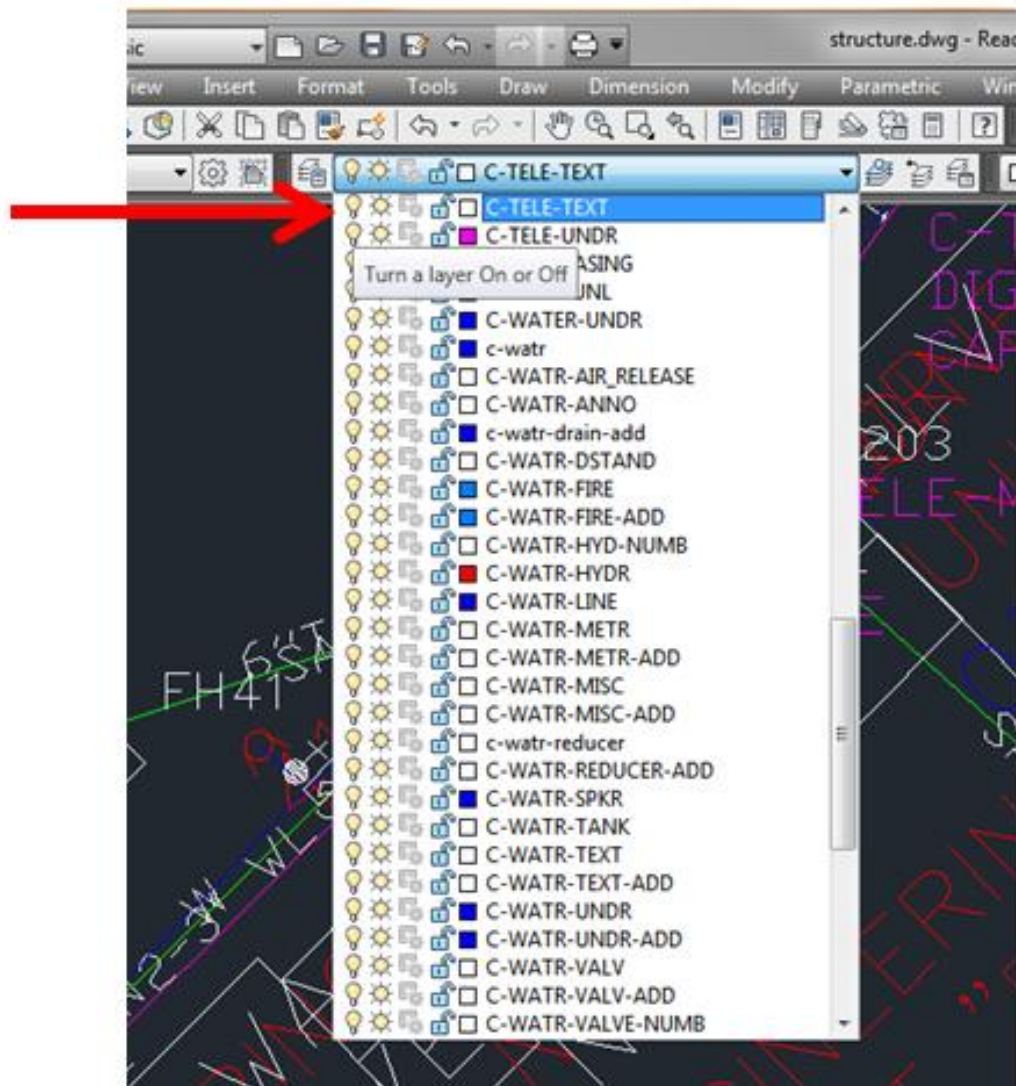 structure.dwg - Read
Insert Format Tools Draw Dimension Modify Parametric
C-TELE-TEXT
C-TELE-TEXT
C-TELE-UNDR
Turn a layer On or Off
C-WATER-UNDR
c-watr
C-WATR-AIR_RELEASE
C-WATR-ANNO
c-watr-drain-add
C-WATR-DSTAND
C-WATR-FIRE
C-WATR-FIRE-ADD
C-WATR-HYD-NUMB
C-WATR-HYDR
C-WATR-LINE
C-WATR-METR
C-WATR-METR-ADD
C-WATR-MISC
C-WATR-MISC-ADD
c-watr-reducer
C-WATR-REDUCER-ADD
C-WATR-SPKR
C-WATR-TANK
C-WATR-TEXT
C-WATR-TEXT-ADD
C-WATR-UNDR
C-WATR-UNDR-ADD
C-WATR-VALV
C-WATR-VALV-ADD
C-WATR-VALVE-NUMB
FH41
203